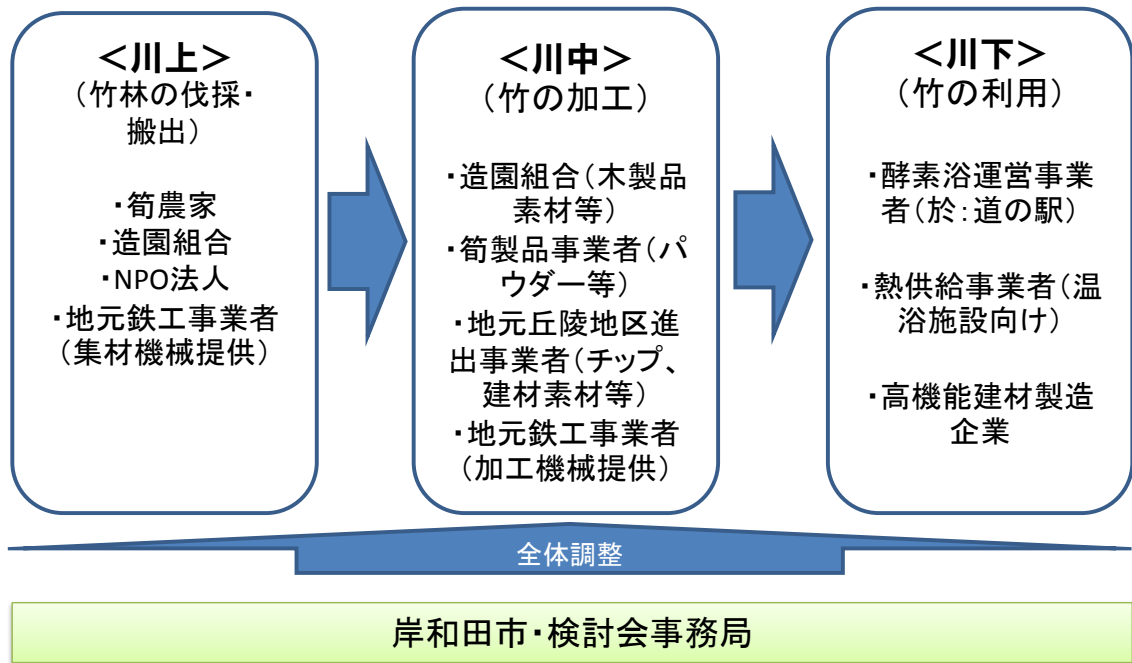 ＜川上＞
（竹林の伐採・
搬出）
・筍農家
・造園組合
・NPO法人
・地元鉄工事業者
（集材機械提供）
＜川中＞
（竹の加工）
・造園組合（木製品
素材等）
・筍製品事業者（パ
ウダー等）
・地元丘陵地区進
出事業者（チップ、
建材素材等）
・地元鉄工事業者
（加工機械提供）
＜川下＞
（竹の利用）
・酵素浴運営事業
者（於：道の駅）
・熱供給事業者（温
浴施設向け）
・高機能建材製造
企業
全体調整
岸和田市・検討会事務局